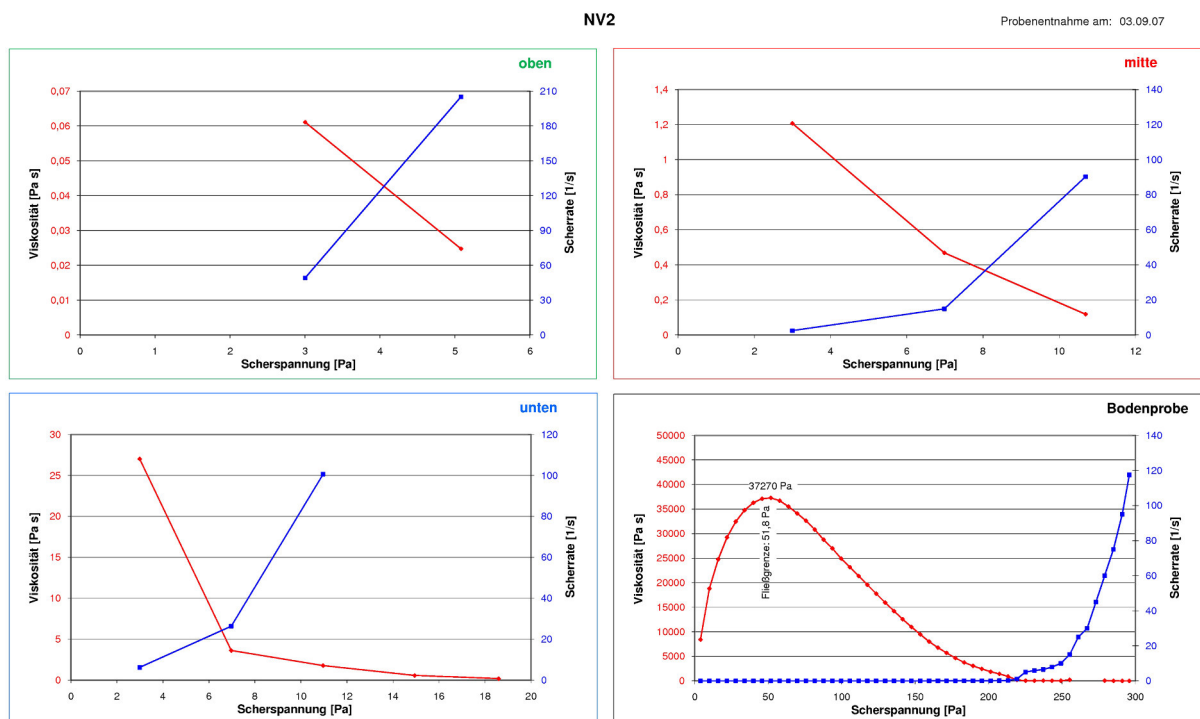 NV2
Probenentnahme am: 03.09.07
oben
0,07
0,06
0,05
0,04
0,03
0,02
0,01
0
Viskosität [Pa s]
210
180
150
120
90
60
30
0
Scherrate [1/s]
0 1 2 3 4 5 6
Scherspannung [Pa]
mitte
1,4
1,2
1
0,8
0,6
0,4
0,2
0
Viskosität [Pa s]
140
120
100
80
60
40
20
0
Scherrate [1/s]
0 2 4 6 8 10 12
Scherspannung [Pa]
unten
30
25
20
15
10
5
0
Viskosität [Pa s]
120
100
80
60
40
20
0
Scherrate [1/s]
0 2 4 6 8 10 12 14 16 18 20
Scherspannung [Pa]
Bodenprobe
50000
45000
40000
35000
30000
25000
20000
15000
10000
5000
0
Viskosität [Pa s]
37270 Pa
Fließgrenze: 51,8 Pa
140
120
100
80
60
40
20
0
Scherrate [1/s]
0 50 100 150 200 250 300
Scherspannung [Pa]